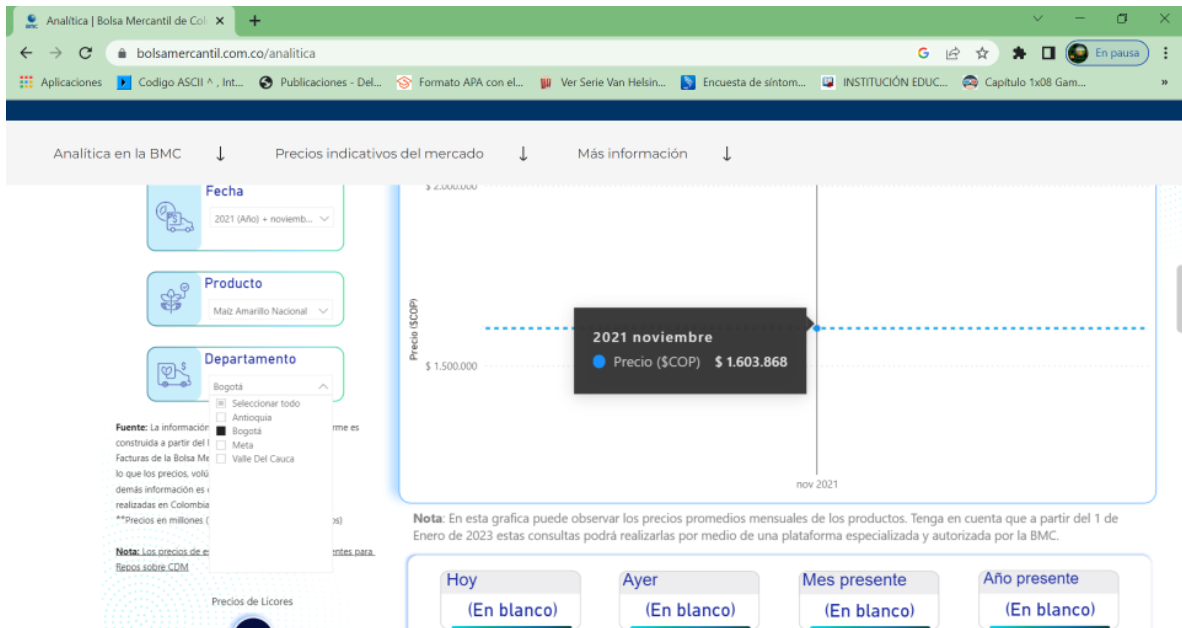 Analítica | Bolsa Mercantil de Col
bolsamercantil.com.co/analitica
En pausa
Aplicaciones
Codigo ASCII ^ , Int...
Publicaciones - Del...
Formato APA con el...
Ver Serie Van Helsin...
Encuesta de síntom...
INSTITUCIÓN EDUC...
Capítulo 1x08 Gam...
»
Analítica en la BMC ↓
Precios indicativos del mercado ↓
Más información ↓
Fecha
2021 (Año) + noviemb...
Producto
Maíz Amarillo Nacional
Departamento
Bogotá
Seleccionar todo
Antioquia
Bogotá
Meta
Valle Del Cauca
Fuente: La información rme es
construida a partir del
Facturas de la Bolsa Me
lo que los precios, volú
demás información es
realizadas en Colombia
**Precios en millones ( os)
Nota: Los precios de es entes para
Repos sobre CDM
Precios de Licores
$ 2.000.000
Precio ($COP)
$ 1.500.000
2021 noviembre
Precio ($COP) $ 1.603.868
nov 2021
Nota: En esta grafica puede observar los precios promedios mensuales de los productos. Tenga en cuenta que a partir del 1 de
Enero de 2023 estas consultas podrá realizarlas por medio de una plataforma especializada y autorizada por la BMC.
Hoy
(En blanco)
Ayer
(En blanco)
Mes presente
(En blanco)
Año presente
(En blanco)